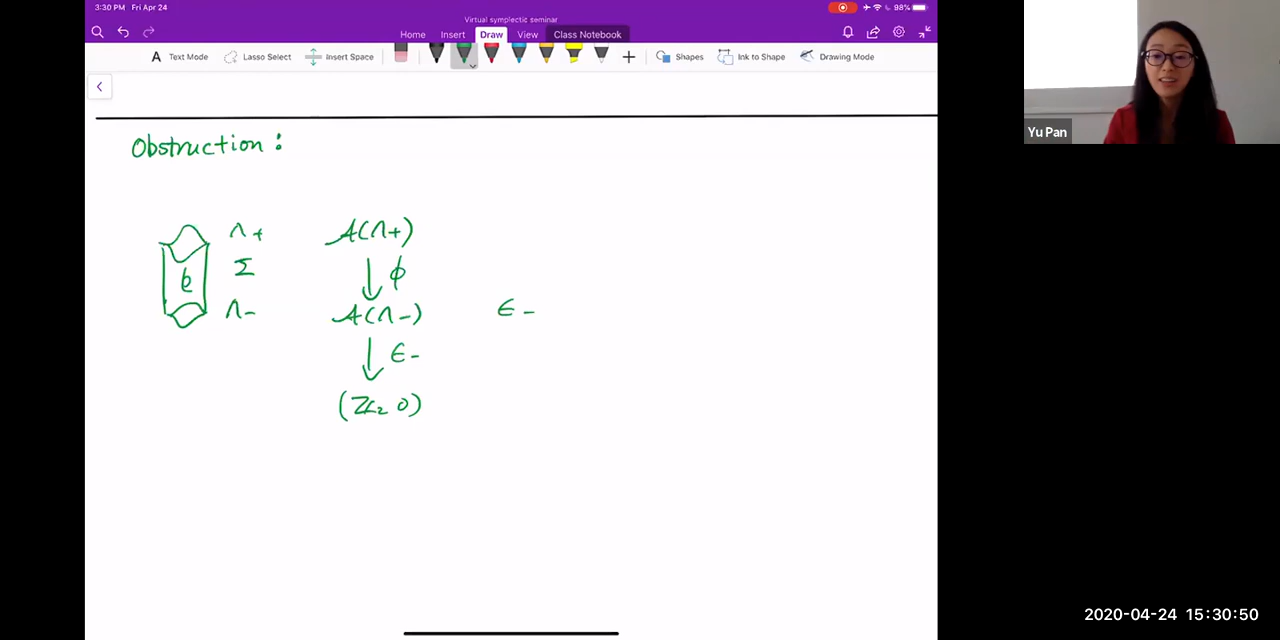 3:30 PM Fri Apr 24
98%
Virtual symplectic seminar
Home Insert Draw View Class Notebook
Text Mode Lasso Select Insert Space Shapes Ink to Shape Drawing Mode
Yu Pan
Obstruction:
Λ+ A(Λ+)
Σ ↓ ϕ
Λ- A(Λ-) ϵ-
↓ ϵ-
(ℤ₂ 0)
2020-04-24 15:30:50